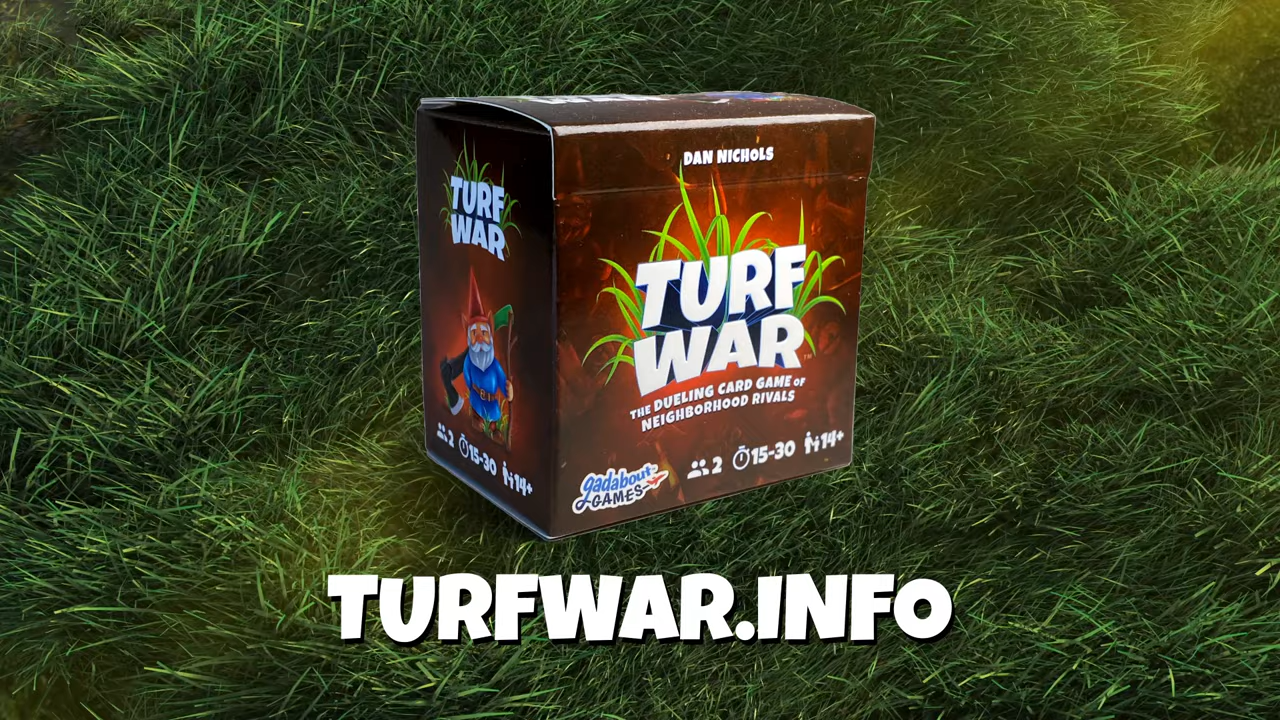 DAN NICHOLS
TURF
WAR
TM
THE DUELING CARD GAME OF
NEIGHBORHOOD RIVALS
gadabout
GAMES
2 15-30 14+
TURF
WAR
2 15-30 14+
TURFWAR.INFO